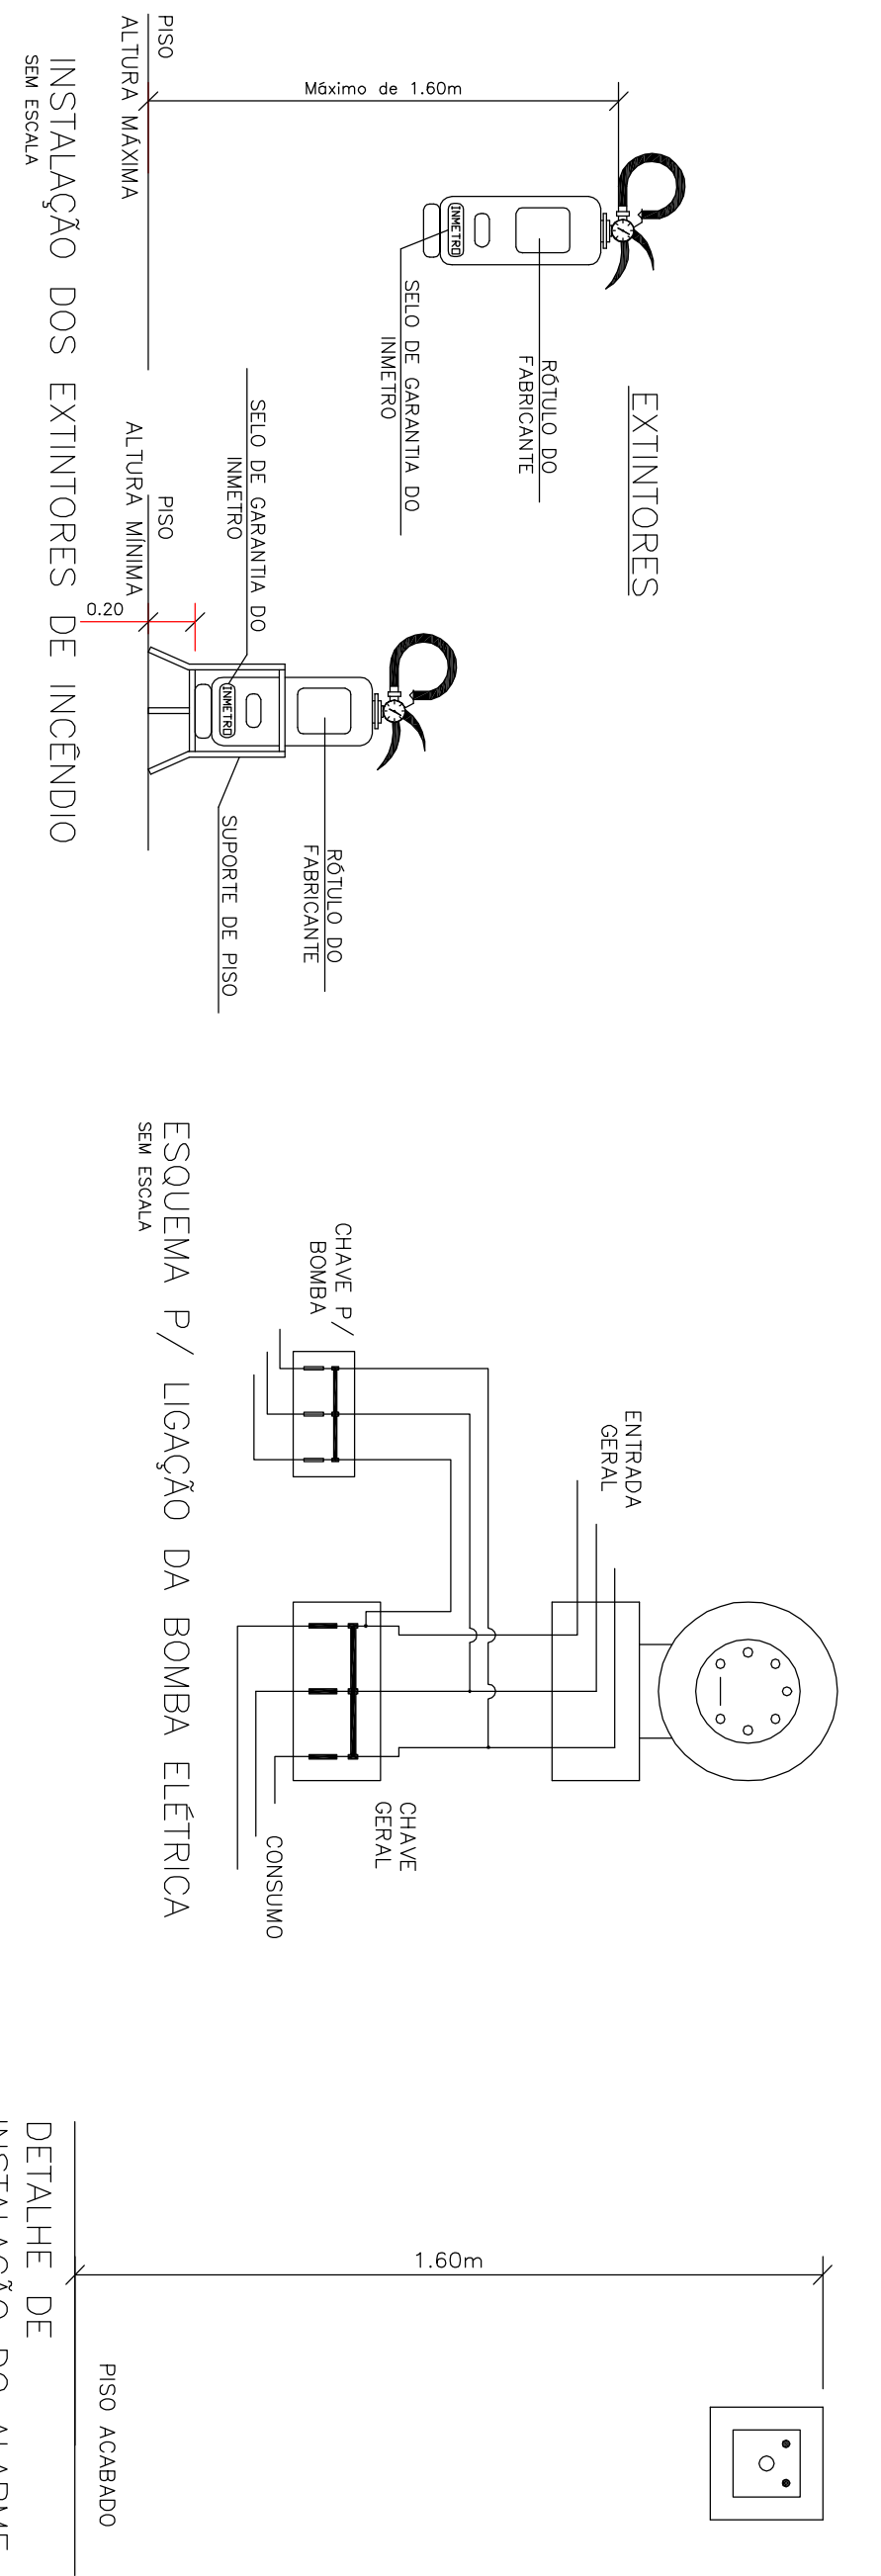 EXTINTORES
Máximo de 1.60m
RÓTULO DO
FABRICANTE
SELO DE GARANTIA DO
INMETRO
INMETRO
PISO
ALTURA MÁXIMA
RÓTULO DO
FABRICANTE
SELO DE GARANTIA DO
INMETRO
INMETRO
SUPORTE DE PISO
0.20
PISO
ALTURA MÍNIMA
INSTALAÇÃO DOS EXTINTORES DE INCÊNDIO
SEM ESCALA
ENTRADA
GERAL
CHAVE P/
BOMBA
CHAVE
GERAL
CONSUMO
ESQUEMA P/ LIGAÇÃO DA BOMBA ELÉTRICA
SEM ESCALA
1.60m
PISO ACABADO
DETALHE DE
INSTALAÇÃO DO ALARME